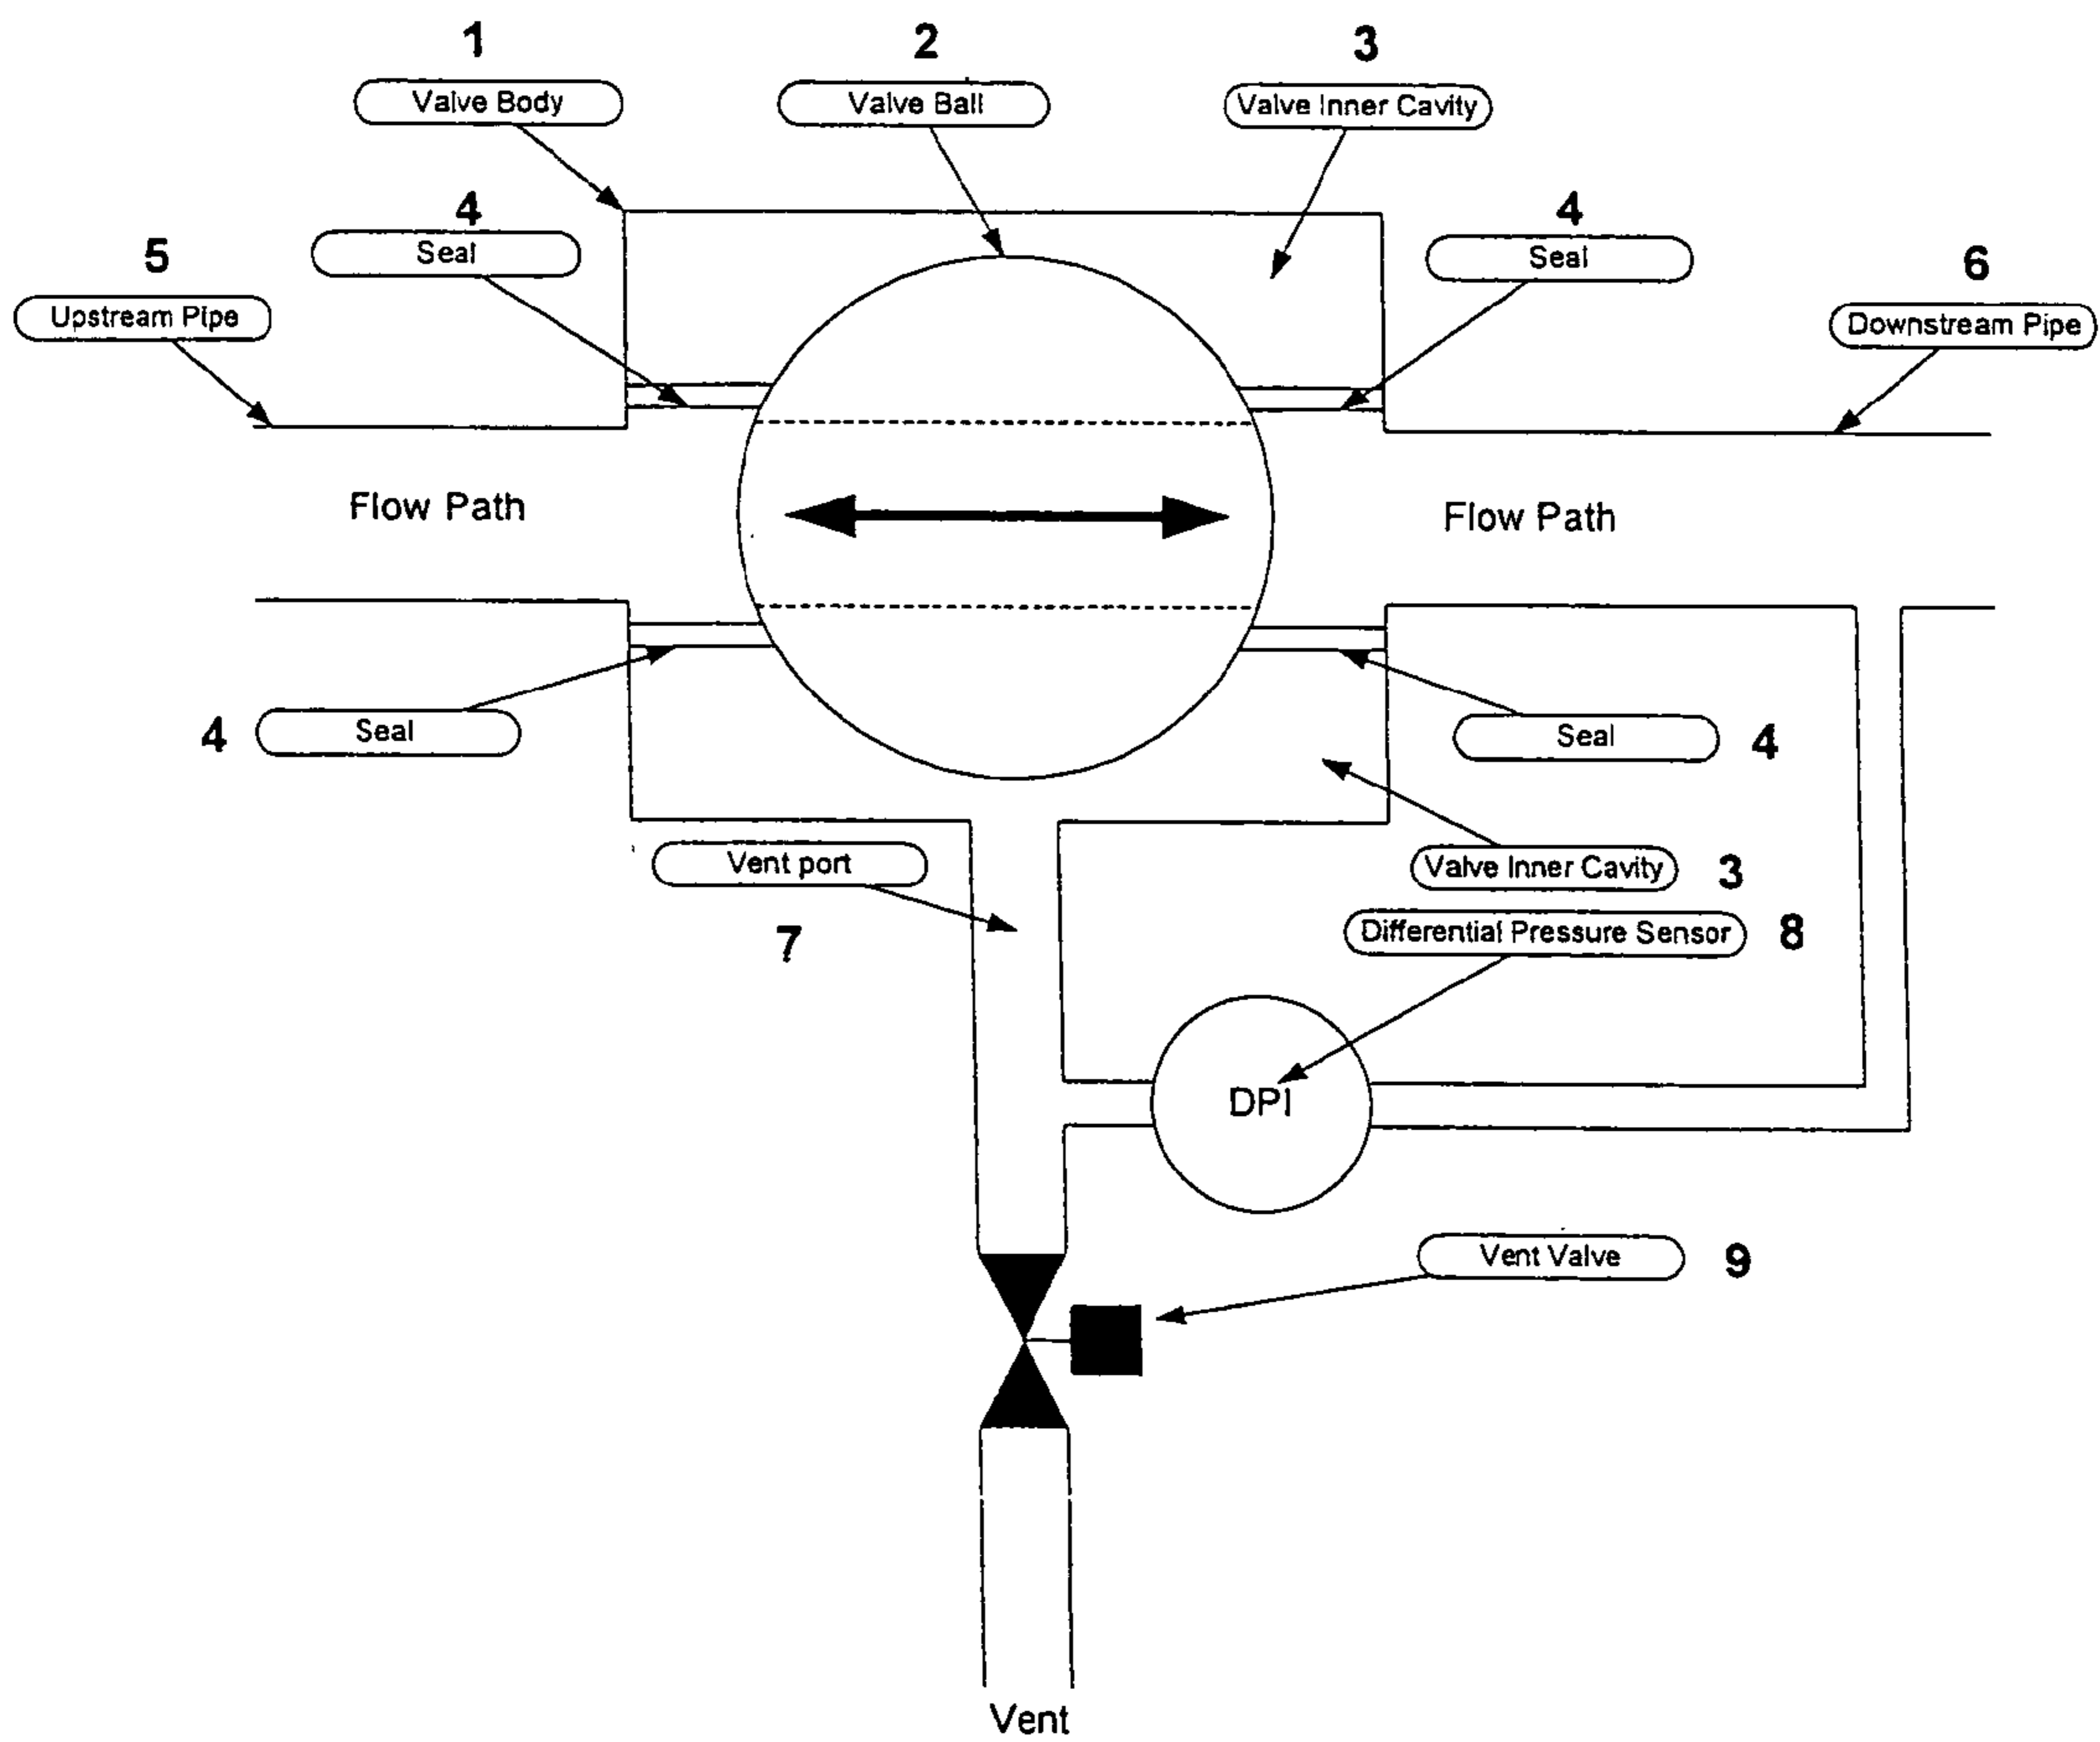 1
2
3
Valve Body
Valve Ball
Valve Inner Cavity
4
4
Seal
Seal
5
6
Upstream Pipe
Downstream Pipe
Flow Path
Flow Path
4
Seal
Seal
4
Vent port
Valve Inner Cavity
3
7
Differential Pressure Sensor
8
DPI
Vent Valve
9
Vent